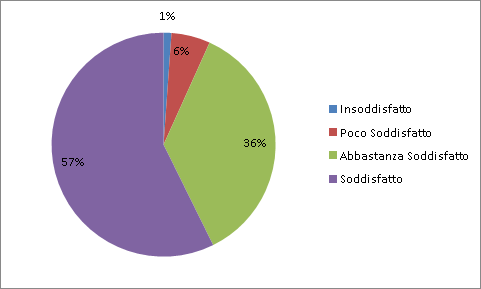 1%
6%
36%
57%
Insoddisfatto
Poco Soddisfatto
Abbastanza Soddisfatto
Soddisfatto